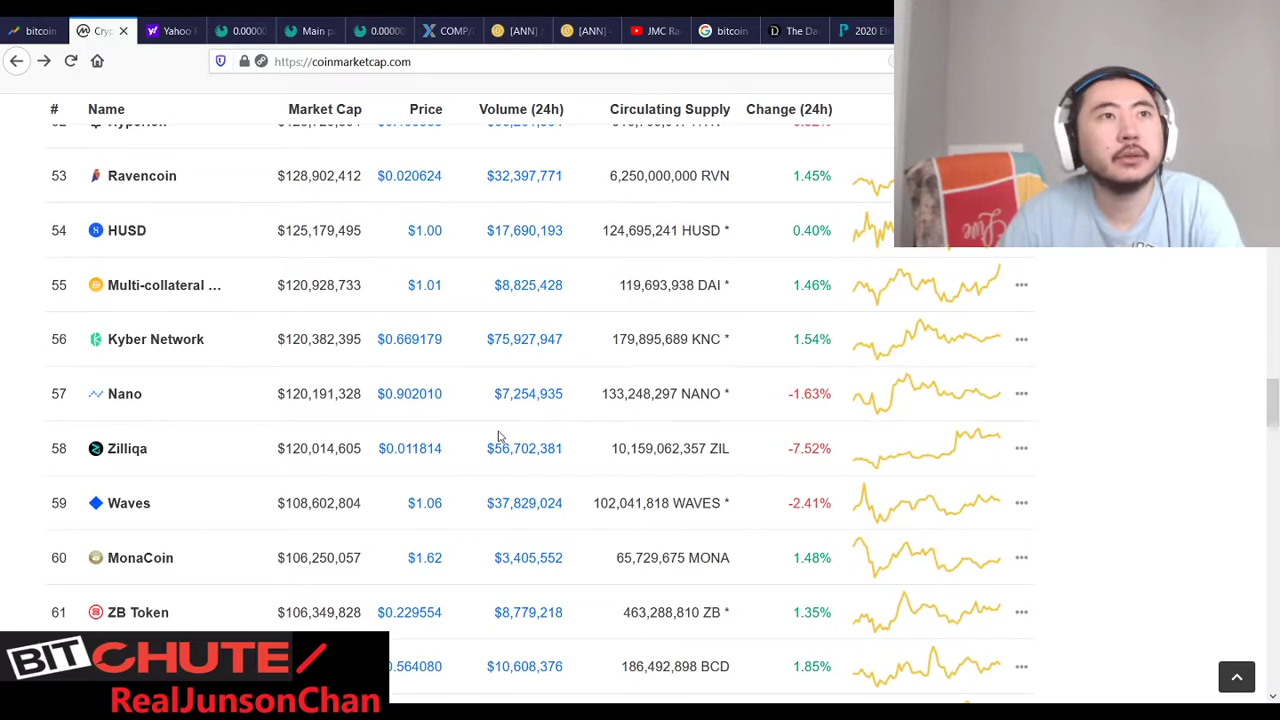 bitcoin
Cryp
Yahoo F
0.0000
Main p
0.0000
COMP/
[ANN]
[ANN]
JMC Ra
bitcoin
The Da
2020 El
https://coinmarketcap.com
# Name Market Cap Price Volume (24h) Circulating Supply Change (24h)
53 Ravencoin $128,902,412 $0.020624 $32,397,771 6,250,000,000 RVN 1.45%
54 HUSD $125,179,495 $1.00 $17,690,193 124,695,241 HUSD * 0.40%
55 Multi-collateral ... $120,928,733 $1.01 $8,825,428 119,693,938 DAI * 1.46%
56 Kyber Network $120,382,395 $0.669179 $75,927,947 179,895,689 KNC * 1.54%
57 Nano $120,191,328 $0.902010 $7,254,935 133,248,297 NANO * -1.63%
58 Zilliqa $120,014,605 $0.011814 $56,702,381 10,159,062,357 ZIL -7.52%
59 Waves $108,602,804 $1.06 $37,829,024 102,041,818 WAVES * -2.41%
60 MonaCoin $106,250,057 $1.62 $3,405,552 65,729,675 MONA 1.48%
61 ZB Token $106,349,828 $0.229554 $8,779,218 463,288,810 ZB * 1.35%
.564080 $10,608,376 186,492,898 BCD 1.85%
Live
BITCHUTE
RealJunsonChan